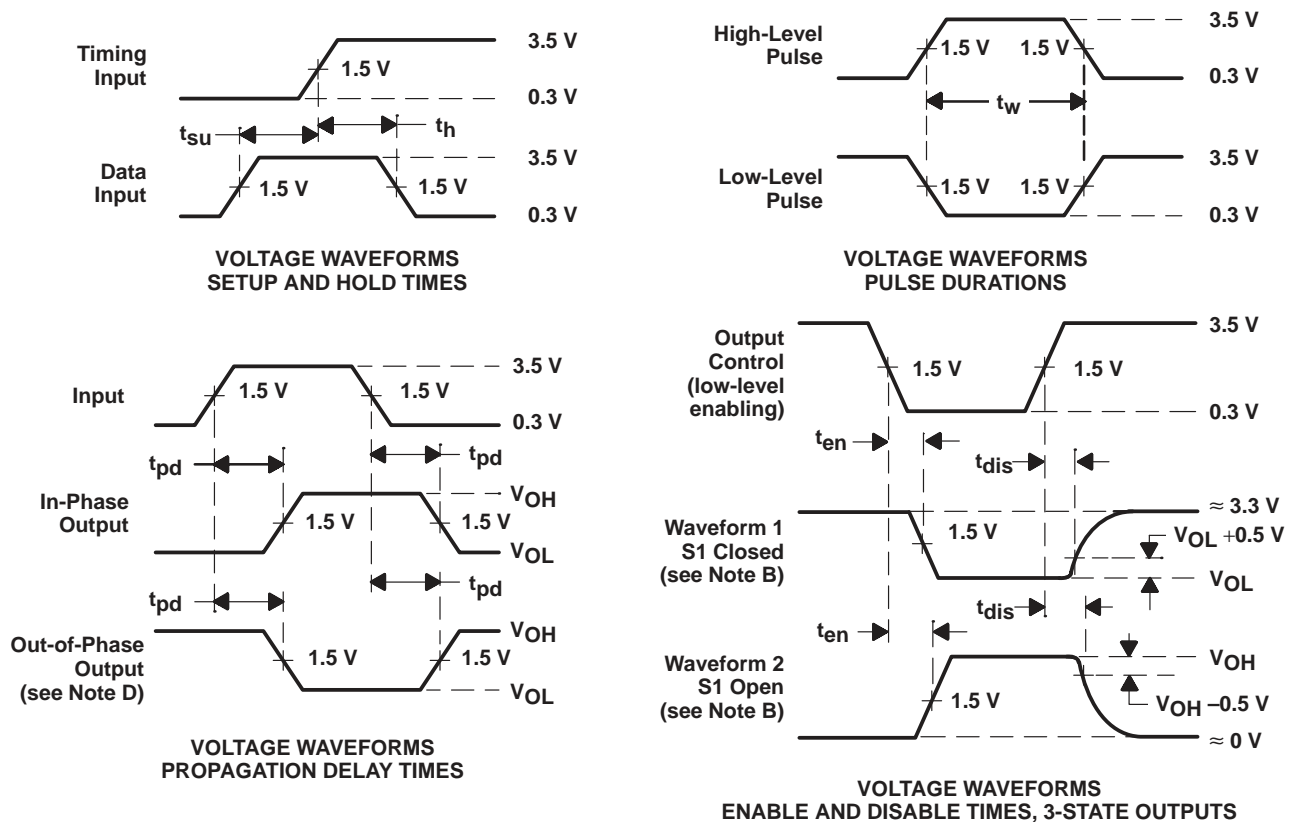 Timing
Input
3.5 V
1.5 V
0.3 V
tsu
th
Data
Input
3.5 V
1.5 V
1.5 V
0.3 V
VOLTAGE WAVEFORMS
SETUP AND HOLD TIMES
High-Level
Pulse
3.5 V
1.5 V
1.5 V
0.3 V
tw
Low-Level
Pulse
3.5 V
1.5 V
1.5 V
0.3 V
VOLTAGE WAVEFORMS
PULSE DURATIONS
Input
3.5 V
1.5 V
1.5 V
0.3 V
tpd
tpd
In-Phase
Output
VOH
1.5 V
1.5 V
VOL
tpd
tpd
Out-of-Phase
Output
(see Note D)
VOH
1.5 V
1.5 V
VOL
VOLTAGE WAVEFORMS
PROPAGATION DELAY TIMES
Output
Control
(low-level
enabling)
3.5 V
1.5 V
1.5 V
0.3 V
ten
tdis
Waveform 1
S1 Closed
(see Note B)
≈ 3.3 V
1.5 V
VOL +0.5 V
VOL
tdis
ten
Waveform 2
S1 Open
(see Note B)
VOH
1.5 V
VOH –0.5 V
≈ 0 V
VOLTAGE WAVEFORMS
ENABLE AND DISABLE TIMES, 3-STATE OUTPUTS